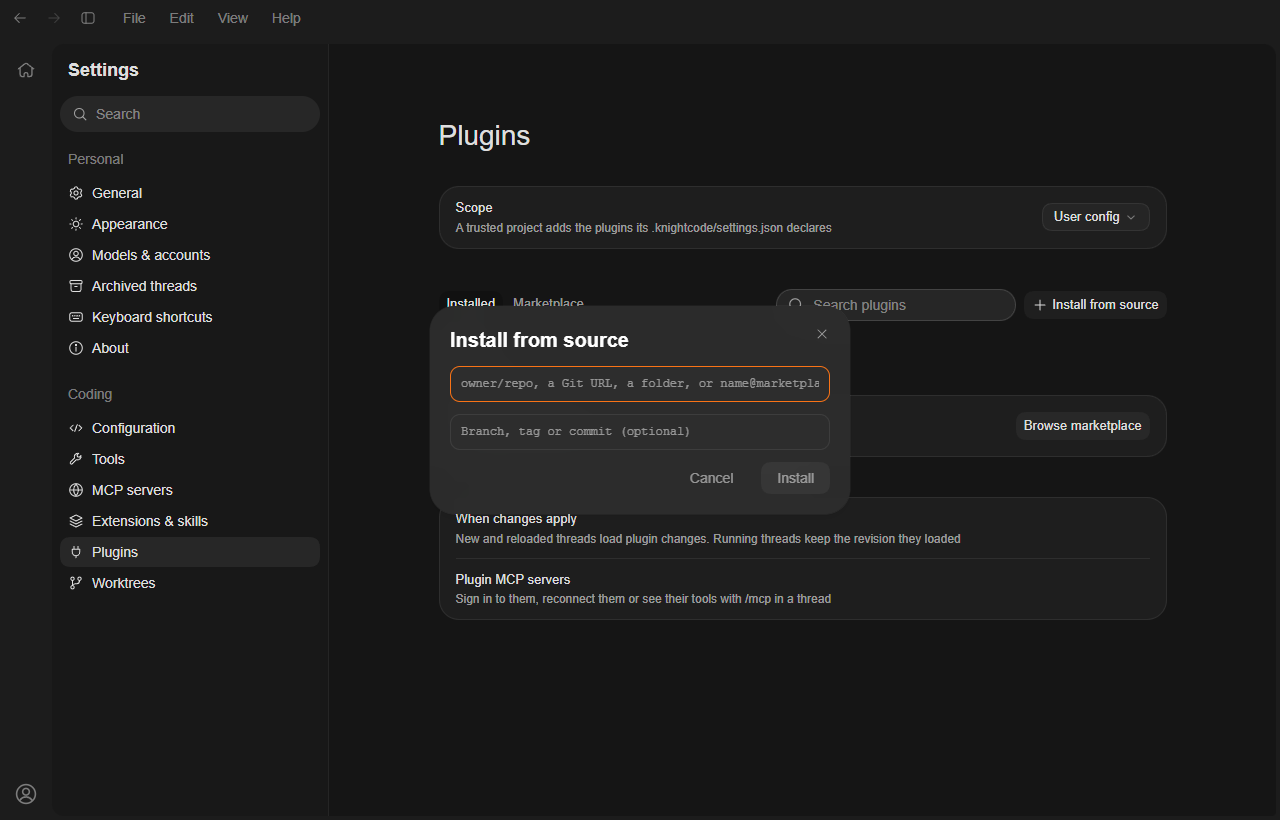 File Edit View Help
Settings
Search
Personal
General
Appearance
Models & accounts
Archived threads
Keyboard shortcuts
About
Coding
Configuration
Tools
MCP servers
Extensions & skills
Plugins
Worktrees
Plugins
Scope
A trusted project adds the plugins its .knightcode/settings.json declares
User config
Installed Marketplace
Search plugins
Install from source
Install from source
owner/repo, a Git URL, a folder, or name@marketpla
Branch, tag or commit (optional)
Cancel Install
Browse marketplace
When changes apply
New and reloaded threads load plugin changes. Running threads keep the revision they loaded
Plugin MCP servers
Sign in to them, reconnect them or see their tools with /mcp in a thread